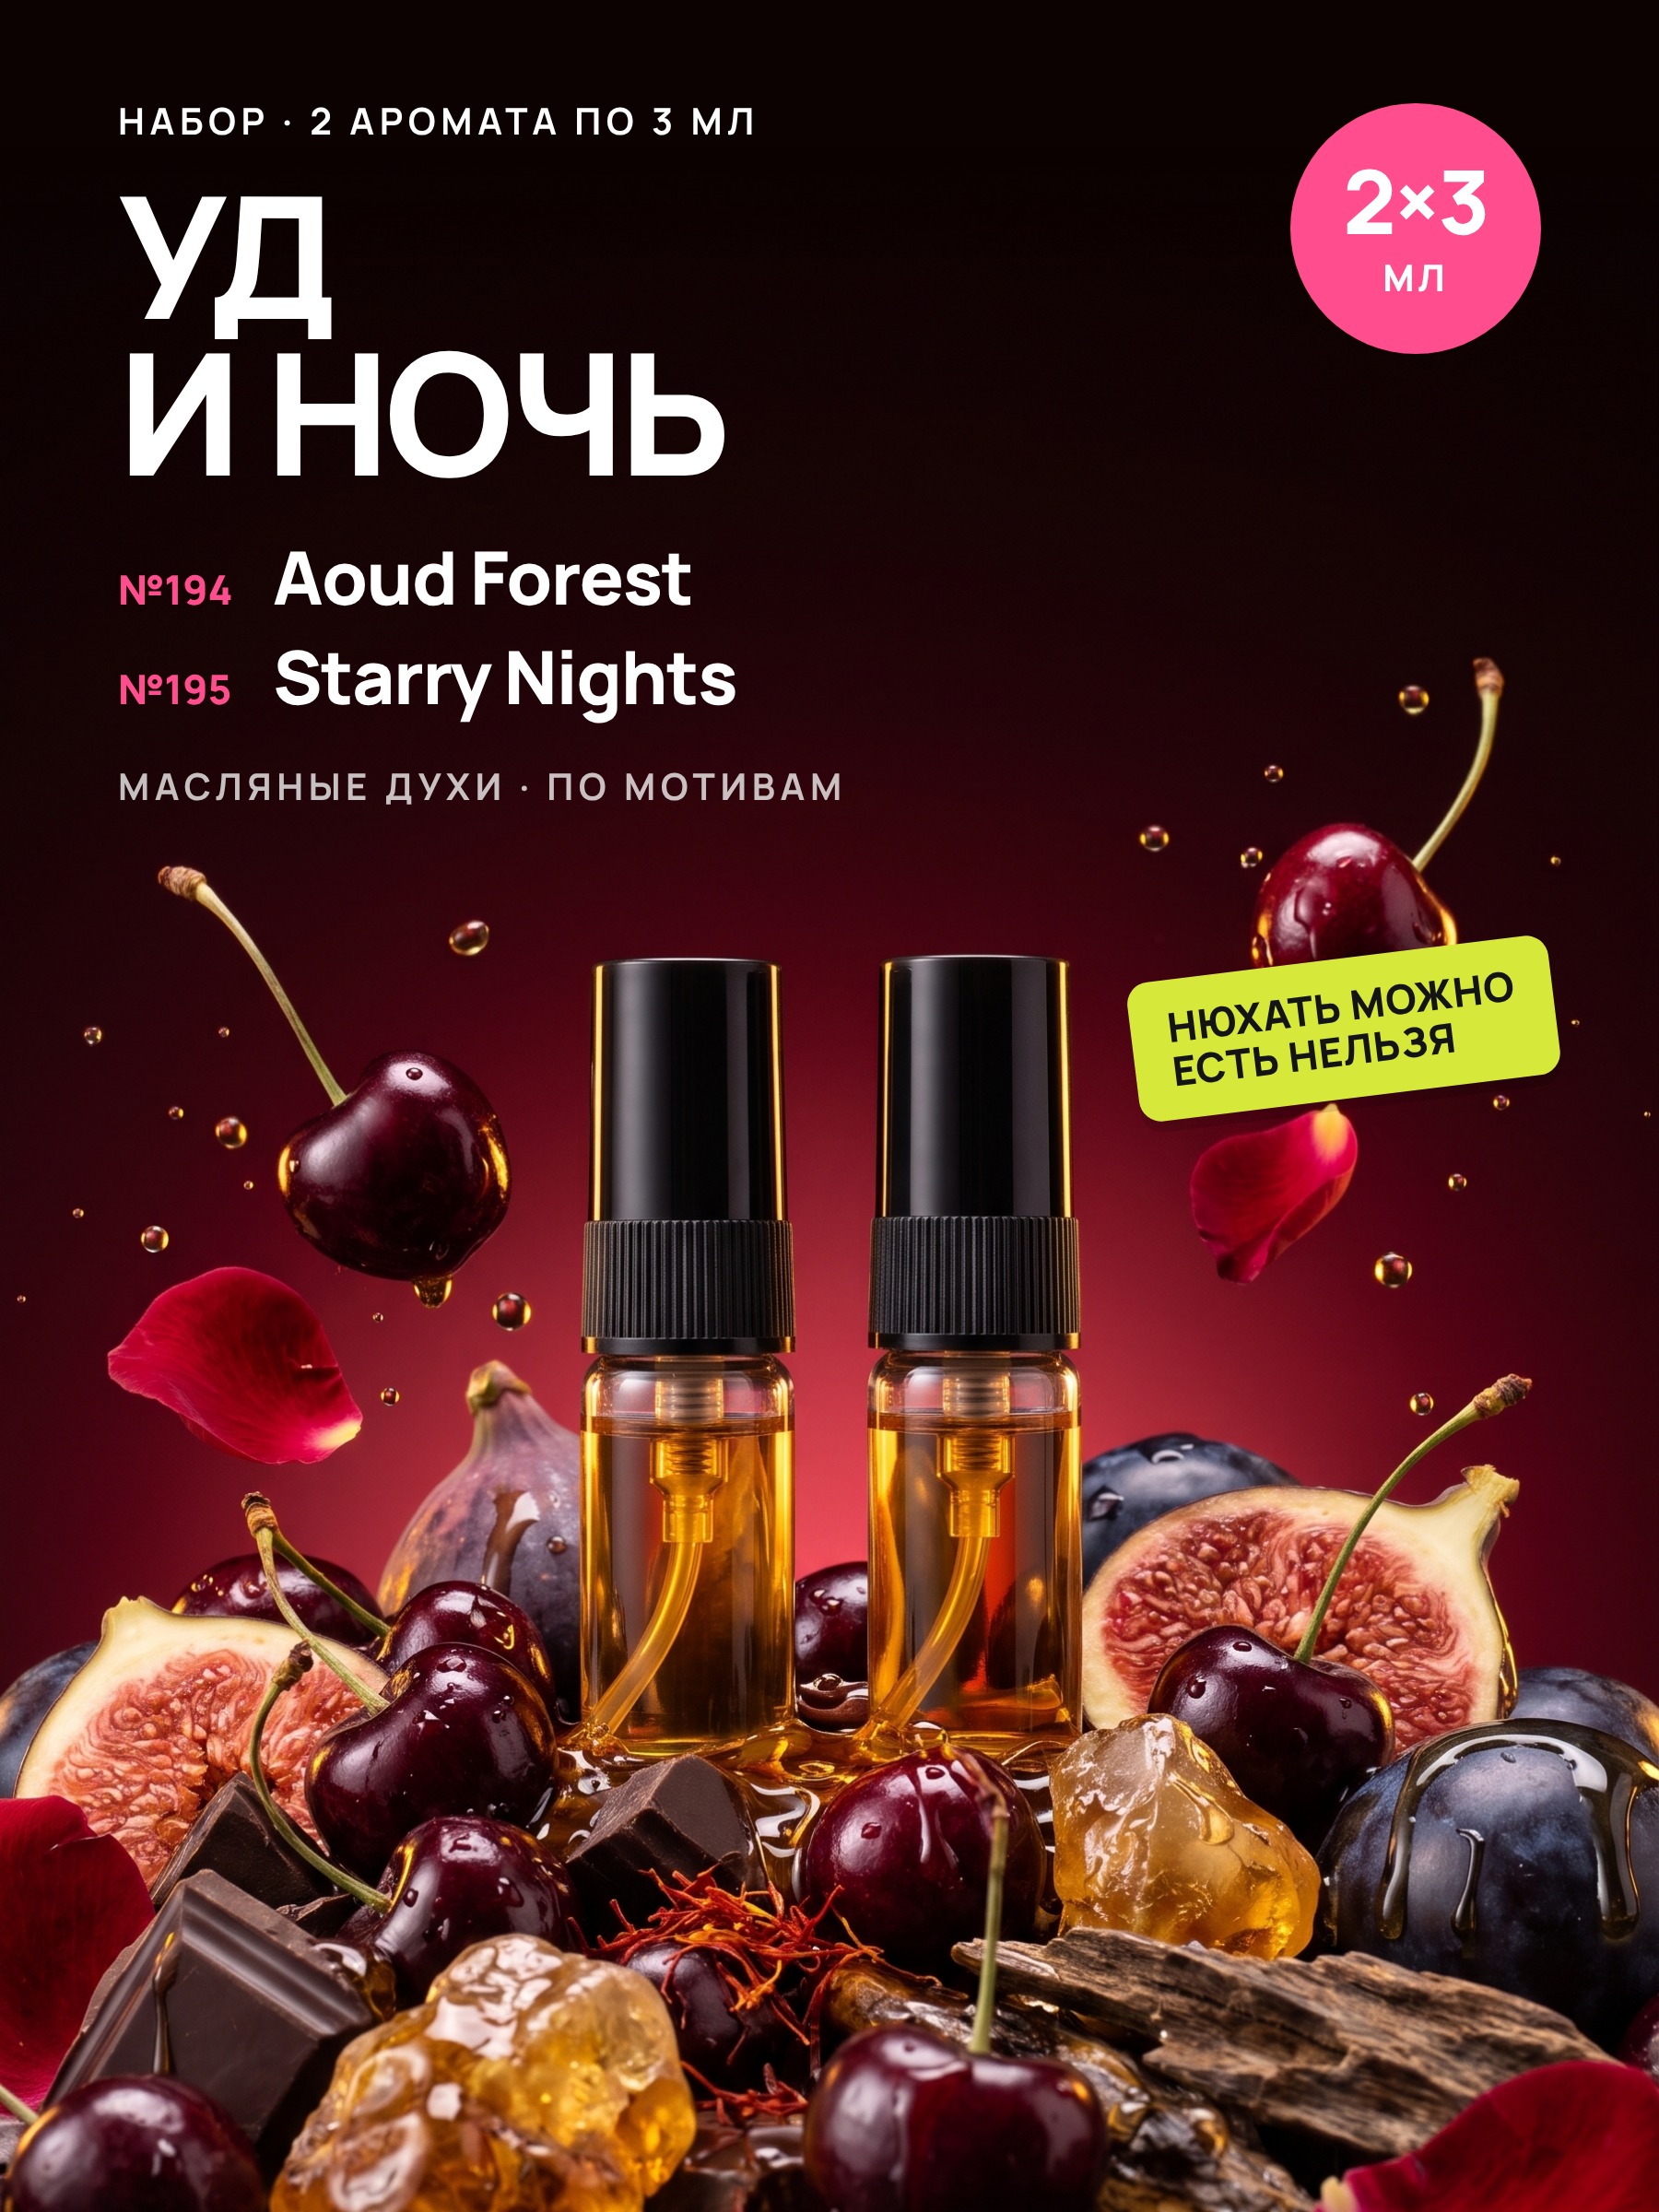 НАБОР · 2 АРОМАТА ПО 3 МЛ
2×3
МЛ
УД
И НОЧЬ
№194 Aoud Forest
№195 Starry Nights
МАСЛЯНЫЕ ДУХИ · ПО МОТИВАМ
НЮХАТЬ МОЖНО
ЕСТЬ НЕЛЬЗЯ